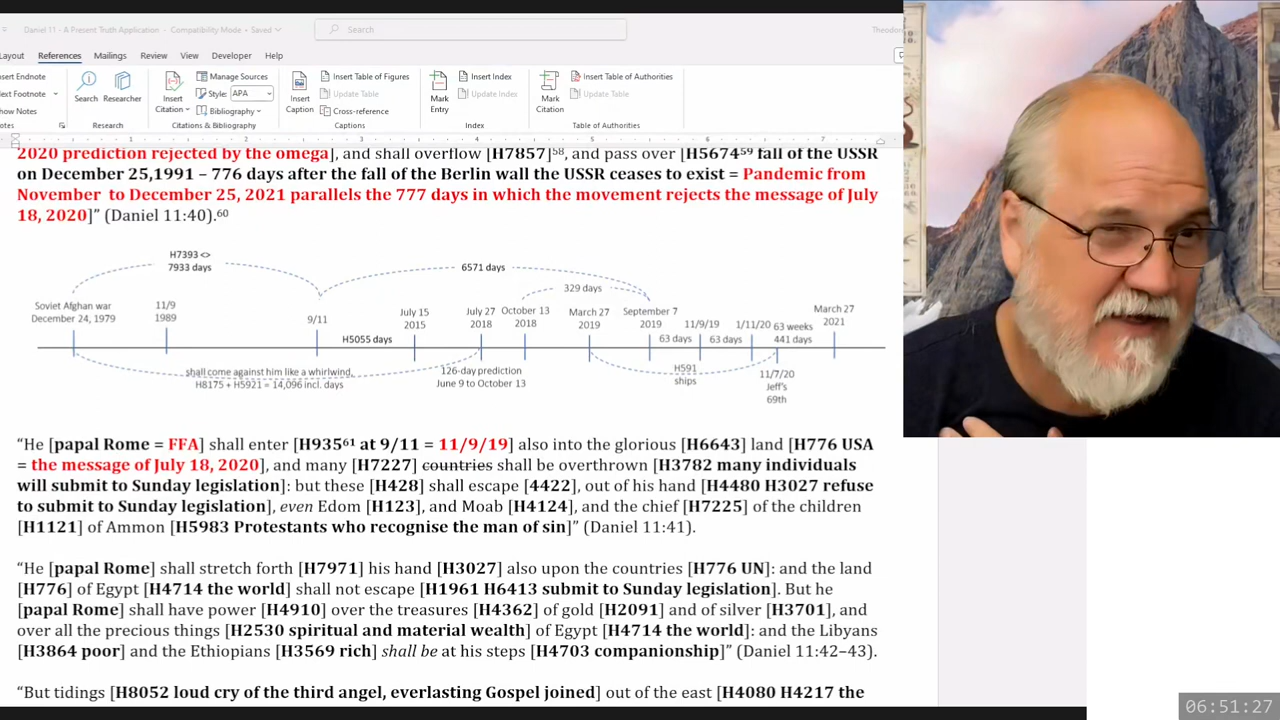 Daniel 11 - A Present Truth Application - Compatibility Mode - Saved
Search
Theodor
Layout References Mailings Review View Developer Help
Insert Endnote
Next Footnote
Show Notes
Search
Researcher
Research
Insert Citation
Manage Sources
Style: APA
Bibliography
Citations & Bibliography
Insert Caption
Insert Table of Figures
Update Table
Cross-reference
Captions
Mark Entry
Insert Index
Update Index
Index
Mark Citation
Insert Table of Authorities
Update Table
Table of Authorities
1 2 3 4 5 6 7
2020 prediction rejected by the omega], and shall overflow [H7857]58, and pass over [H567459 fall of the USSR
on December 25,1991 – 776 days after the fall of the Berlin wall the USSR ceases to exist = Pandemic from
November to December 25, 2021 parallels the 777 days in which the movement rejects the message of July
18, 2020]” (Daniel 11:40).60
H7393 <>
7933 days
6571 days
329 days
Soviet Afghan war
December 24, 1979
11/9
1989
9/11
H5055 days
July 15
2015
July 27
2018
October 13
2018
March 27
2019
September 7
2019
63 days
11/9/19
63 days
1/11/20
63 weeks
441 days
March 27
2021
shall come against him like a whirlwind,
H8175 + H5921 = 14,096 incl. days
126-day prediction
June 9 to October 13
H591
ships
11/7/20
Jeff's
69th
“He [papal Rome = FFA] shall enter [H93561 at 9/11 = 11/9/19] also into the glorious [H6643] land [H776 USA
= the message of July 18, 2020], and many [H7227] countries shall be overthrown [H3782 many individuals
will submit to Sunday legislation]: but these [H428] shall escape [4422], out of his hand [H4480 H3027 refuse
to submit to Sunday legislation], even Edom [H123], and Moab [H4124], and the chief [H7225] of the children
[H1121] of Ammon [H5983 Protestants who recognise the man of sin]” (Daniel 11:41).
“He [papal Rome] shall stretch forth [H7971] his hand [H3027] also upon the countries [H776 UN]: and the land
[H776] of Egypt [H4714 the world] shall not escape [H1961 H6413 submit to Sunday legislation]. But he
[papal Rome] shall have power [H4910] over the treasures [H4362] of gold [H2091] and of silver [H3701], and
over all the precious things [H2530 spiritual and material wealth] of Egypt [H4714 the world]: and the Libyans
[H3864 poor] and the Ethiopians [H3569 rich] shall be at his steps [H4703 companionship]” (Daniel 11:42–43).
“But tidings [H8052 loud cry of the third angel, everlasting Gospel joined] out of the east [H4080 H4217 the
06:51:27